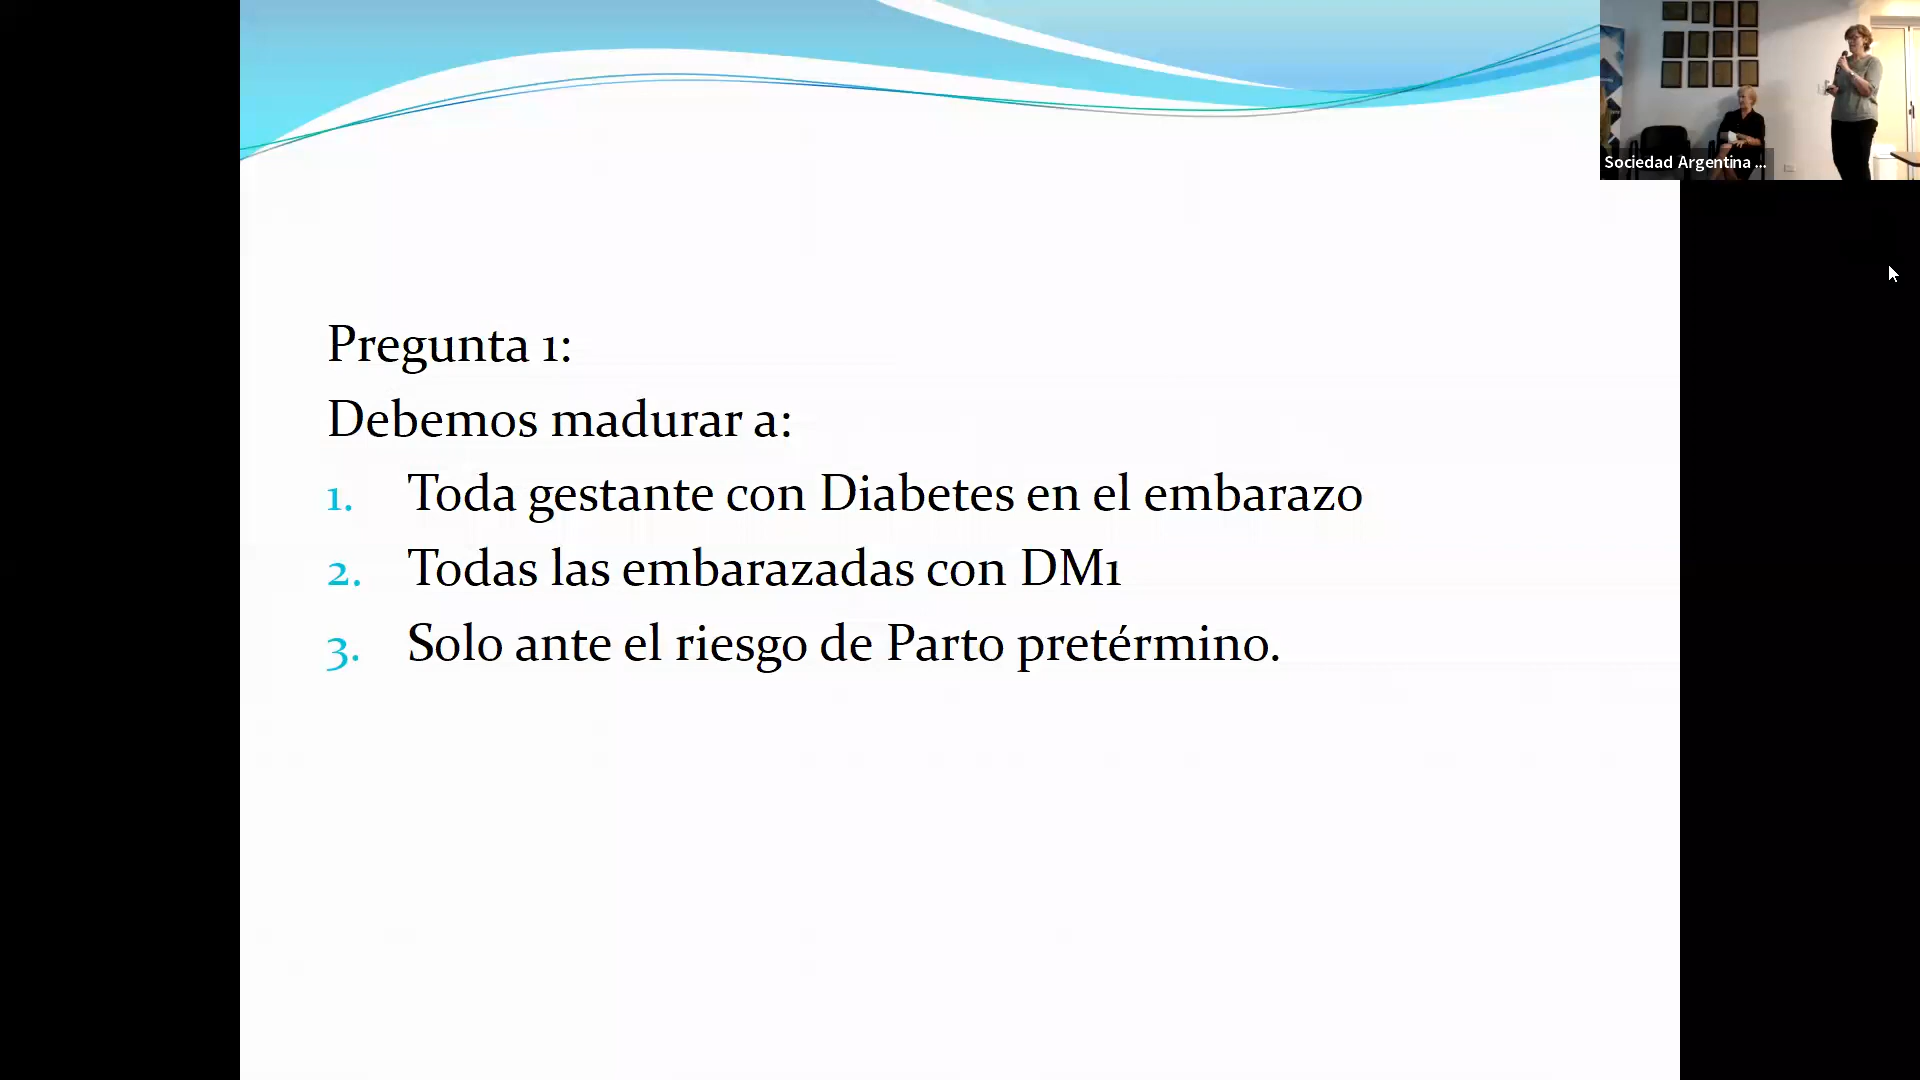 Sociedad Argentina ...
Pregunta 1:
Debemos madurar a:
1. Toda gestante con Diabetes en el embarazo
2. Todas las embarazadas con DM1
3. Solo ante el riesgo de Parto pretérmino.